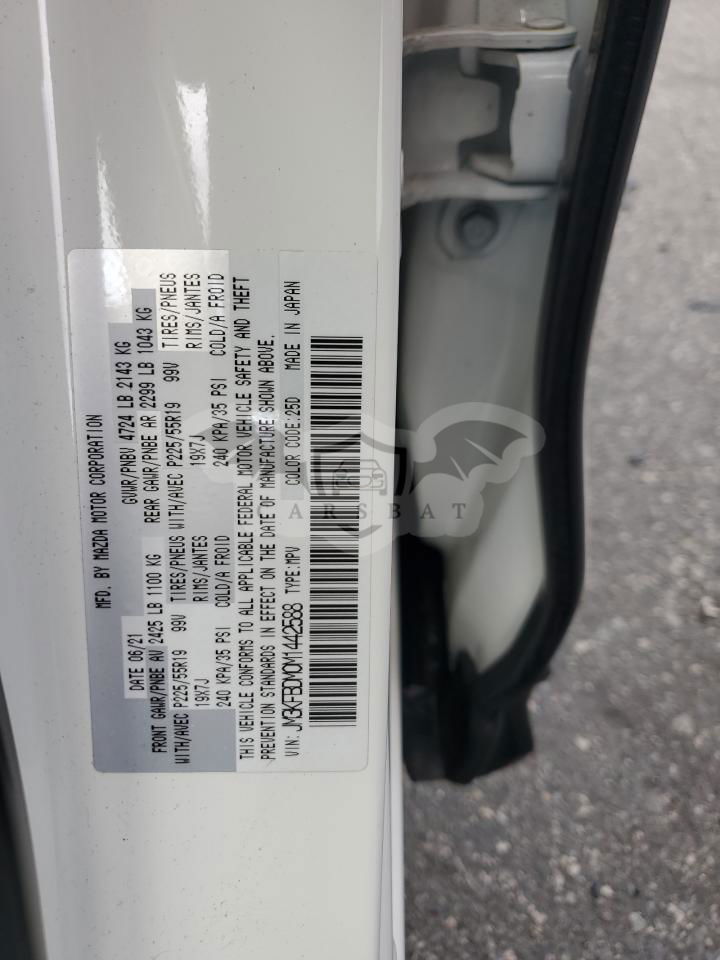 MFD. BY MAZDA MOTOR CORPORATION
DATE 06/21 GVWR/PNBV 4724 LB 2143 KG
FRONT GAWR/PNBE AV 2425 LB 1100 KG REAR GAWR/PNBE AR 2299 LB 1043 KG
WITH/AVEC P225/55R19 99V TIRES/PNEUS WITH/AVEC P225/55R19 99V TIRES/PNEUS
19X7J RIMS/JANTES 19X7J RIMS/JANTES
240 KPA/35 PSI COLD/A FROID 240 KPA/35 PSI COLD/A FROID
THIS VEHICLE CONFORMS TO ALL APPLICABLE FEDERAL MOTOR VEHICLE SAFETY AND THEFT
PREVENTION STANDARDS IN EFFECT ON THE DATE OF MANUFACTURE SHOWN ABOVE.
VIN: JM3KFBDM0M1442588 TYPE:MPV COLOR CODE:25D MADE IN JAPAN
CARSBAT